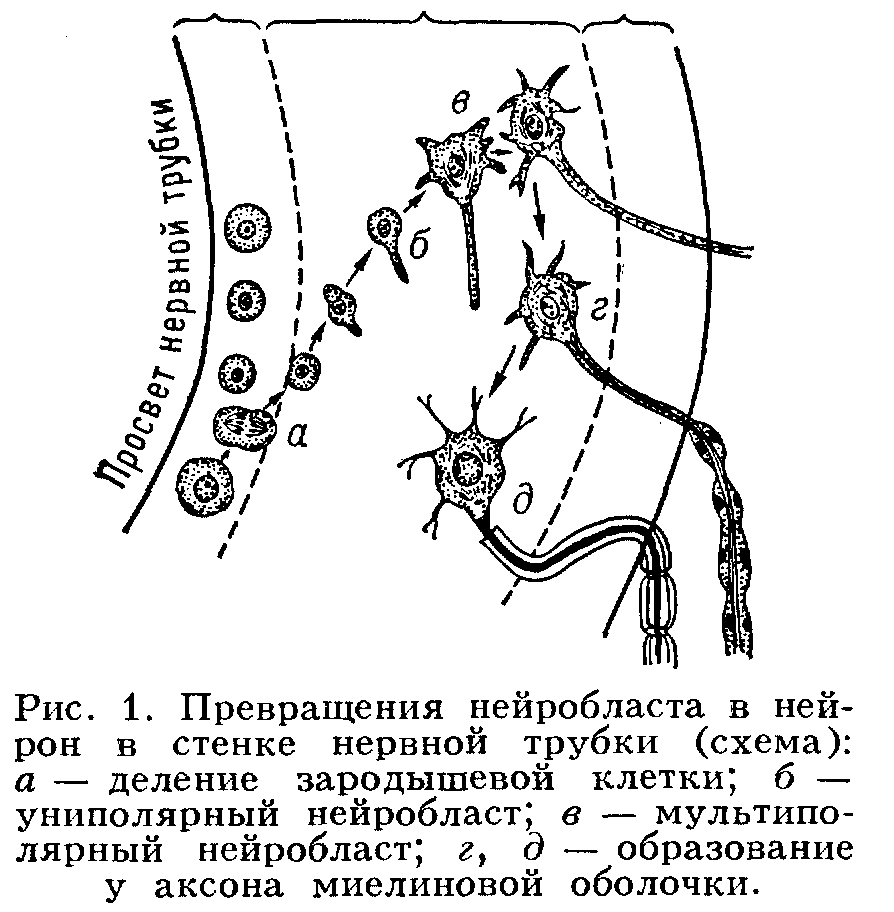 Просвет нервной трубки
а
б
в
г
д
Рис. 1. Превращения нейробласта в ней-
рон в стенке нервной трубки (схема):
а — деление зародышевой клетки; б —
униполярный нейробласт; в — мультипо-
лярный нейробласт; г, д — образование
у аксона миелиновой оболочки.